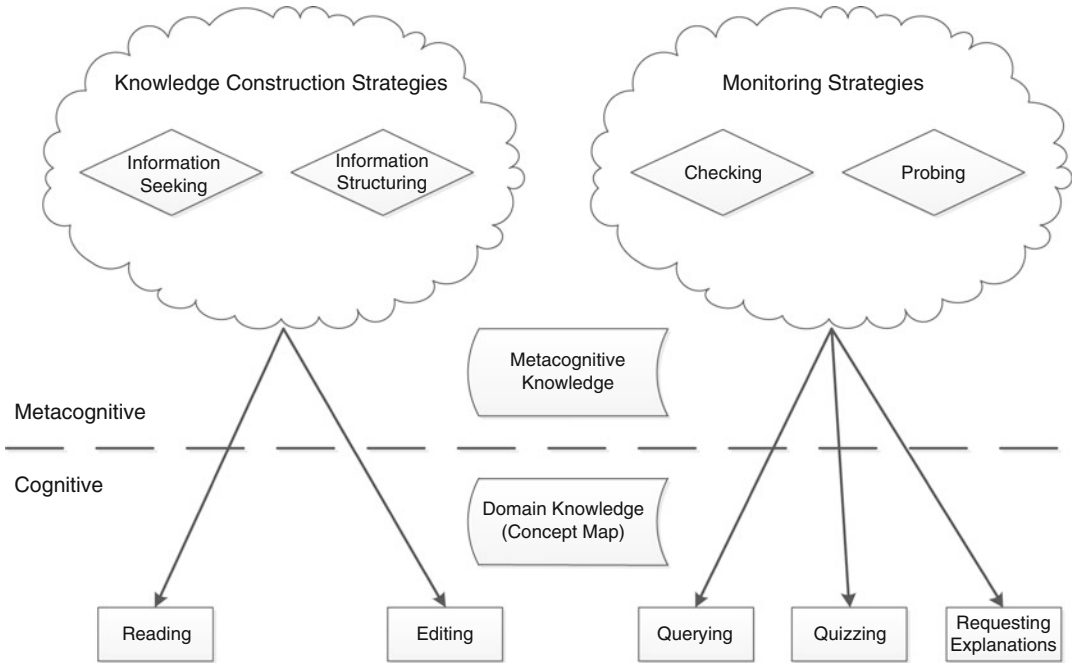 Knowledge Construction Strategies
Monitoring Strategies
Information
Seeking
Information
Structuring
Checking
Probing
Metacognitive
Knowledge
Metacognitive
Cognitive
Domain Knowledge
(Concept Map)
Reading
Editing
Querying
Quizzing
Requesting
Explanations